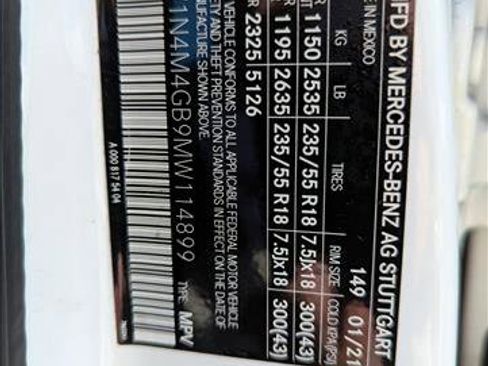 MFD BY MERCEDES-BENZ AG STUTTGART
E IN MEXICO 149 01/21
KG LB TIRES RIM SIZE COLD KPA/(PSI)
1150 2535 235/55 R18 7.5Jx18 300(43)
1195 2635 235/55 R18 7.5Jx18 300(43)
R 2325 5126
VEHICLE CONFORMS TO ALL APPLICABLE FEDERAL MOTOR VEHICLE
ETY AND THEFT PREVENTION STANDARDS IN EFFECT ON THE DATE OF
UFACTURE SHOWN ABOVE.
1N4M4GB9MW114899 TYPE: MPV
A 000 817 54 04